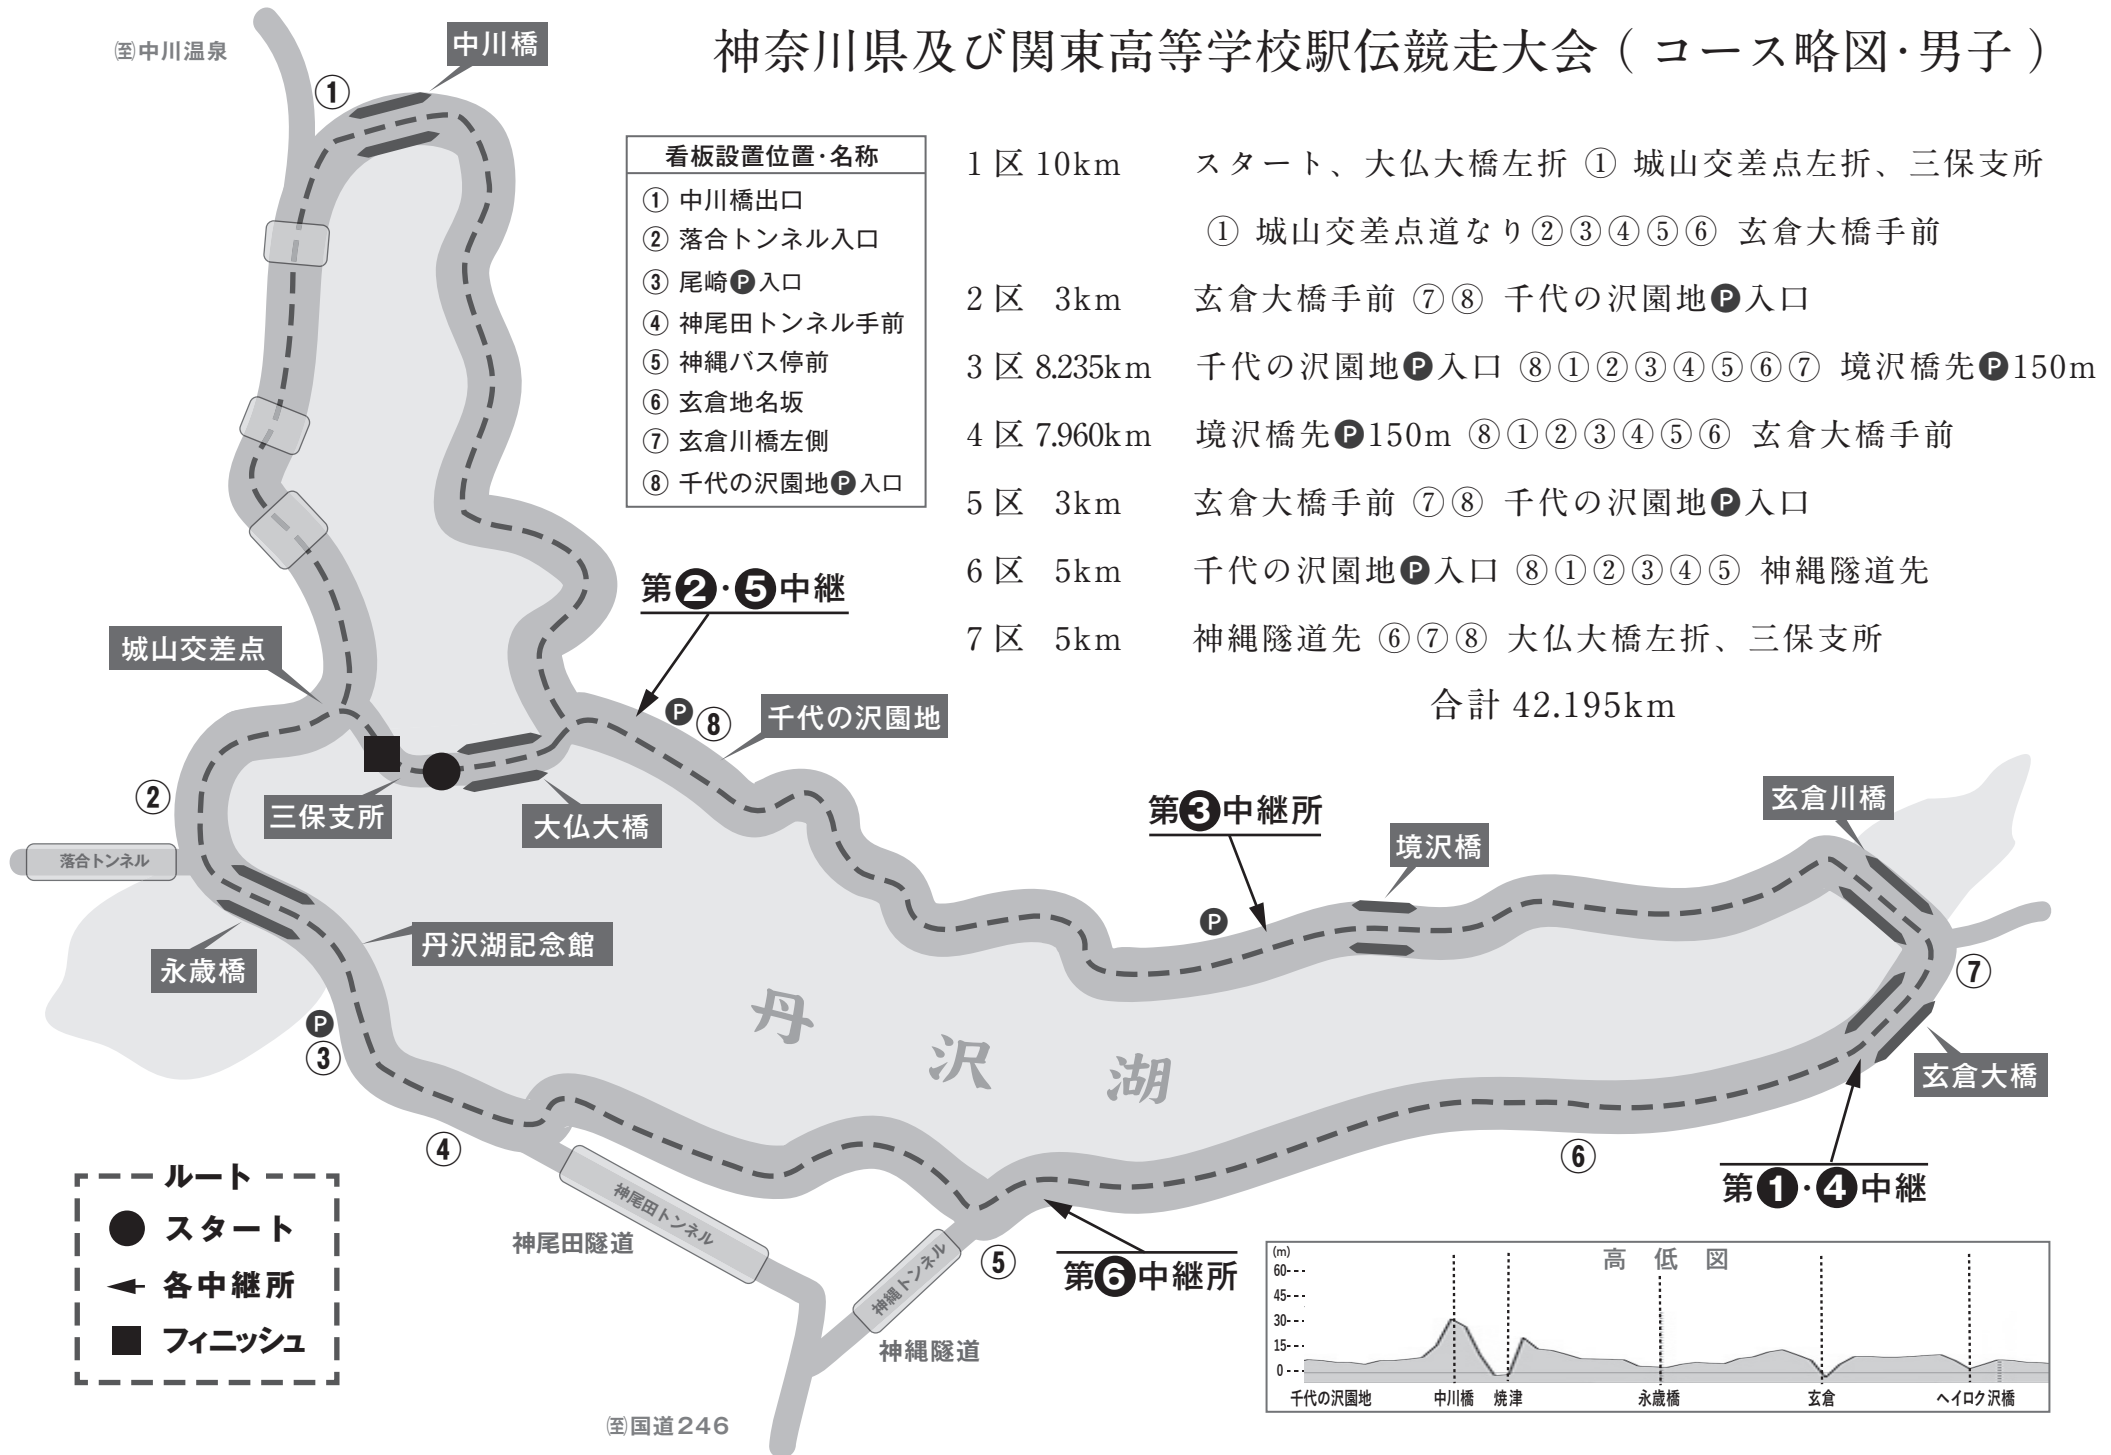 神奈川県及び関東高等学校駅伝競走大会（コース略図･男子）
看板設置位置･名称
① 中川橋出口
② 落合トンネル入口
③ 尾崎🅟入口
④ 神尾田トンネル手前
⑤ 神縄バス停前
⑥ 玄倉地名坂
⑦ 玄倉川橋左側
⑧ 千代の沢園地🅟入口
1区 10km スタート、大仏大橋左折 ① 城山交差点左折、三保支所
① 城山交差点道なり②③④⑤⑥ 玄倉大橋手前
2区 3km 玄倉大橋手前 ⑦⑧ 千代の沢園地🅟入口
3区 8.235km 千代の沢園地🅟入口 ⑧①②③④⑤⑥⑦ 境沢橋先🅟150m
4区 7.960km 境沢橋先🅟150m ⑧①②③④⑤⑥ 玄倉大橋手前
5区 3km 玄倉大橋手前 ⑦⑧ 千代の沢園地🅟入口
6区 5km 千代の沢園地🅟入口 ⑧①②③④⑤ 神縄隧道先
7区 5km 神縄隧道先 ⑥⑦⑧ 大仏大橋左折、三保支所
合計 42.195km
㉃中川温泉
中川橋
①
第❷･❺中継
城山交差点
🅟
⑧
千代の沢園地
②
三保支所
大仏大橋
第❸中継所
境沢橋
玄倉川橋
落合トンネル
永歳橋
丹沢湖記念館
🅟
⑦
🅟
③
丹沢湖
玄倉大橋
④
⑥
第❶･❹中継
神尾田トンネル
神尾田隧道
神縄トンネル
神縄隧道
⑤
第❻中継所
㉃国道246
ルート
スタート
各中継所
フィニッシュ
高低図
(m)
60
45
30
15
0
千代の沢園地 中川橋 焼津 永歳橋 玄倉 ヘイロク沢橋